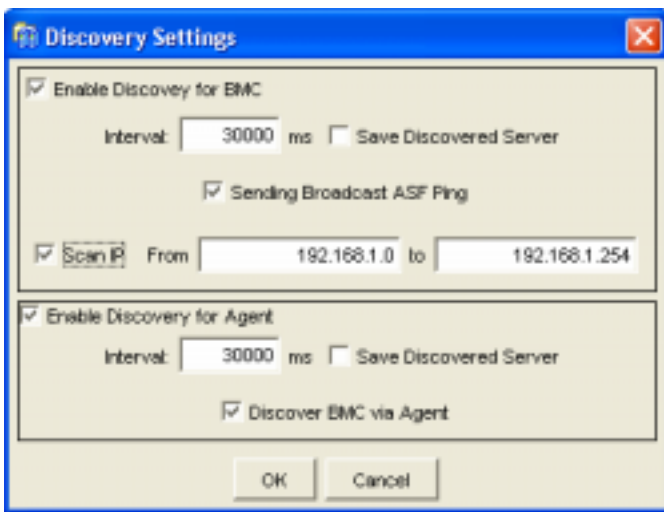 Discovery Settings
Enable Discovey for BMC
Interval: 30000 ms Save Discovered Server
Sending Broadcast ASF Ping
Scan IP From 192.168.1.0 to 192.168.1.254
Enable Discovery for Agent
Interval: 30000 ms Save Discovered Server
Discover BMC via Agent
OK Cancel